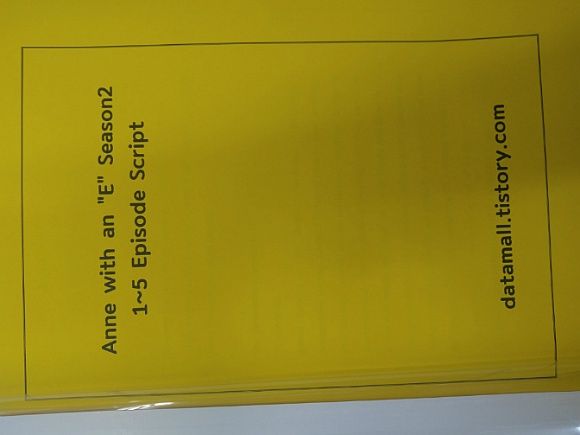 Anne with an "E" Season2
1~5 Episode Script
datamall.tistory.com